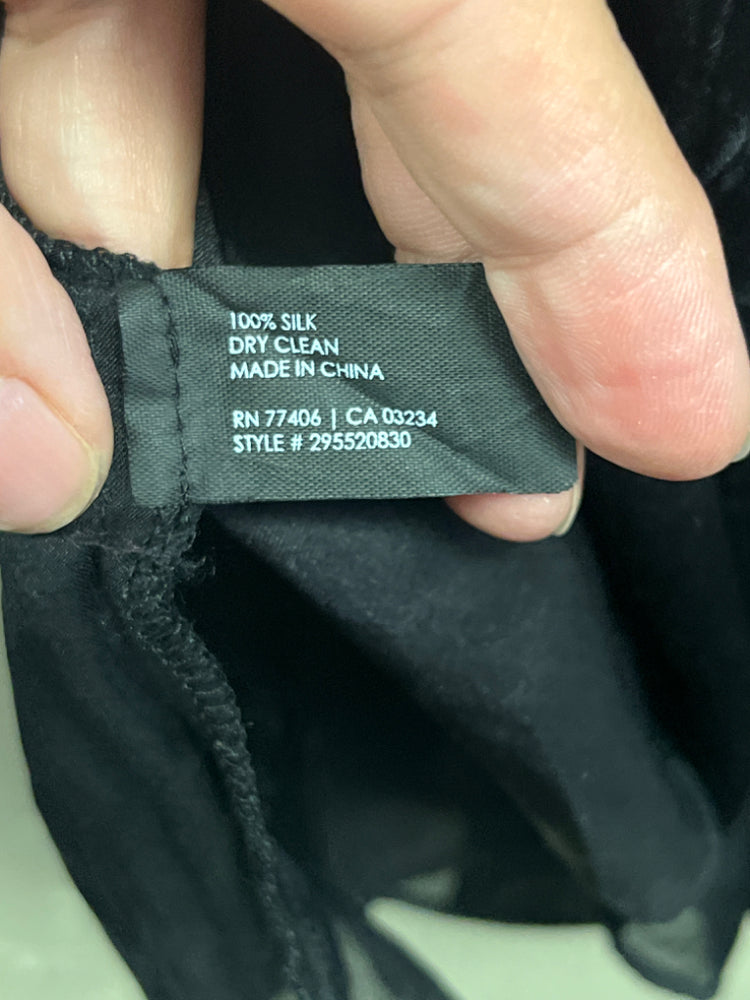 100% SILK
DRY CLEAN
MADE IN CHINA
RN 77406 | CA 03234
STYLE # 295520830